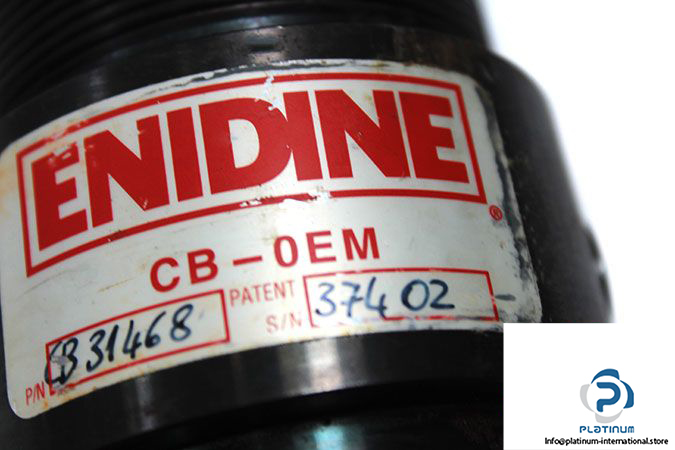 ENIDINE®
CB-0EM
P/N CB31468 PATENT S/N 37402
PLATINUM
Info@platinum-international.store